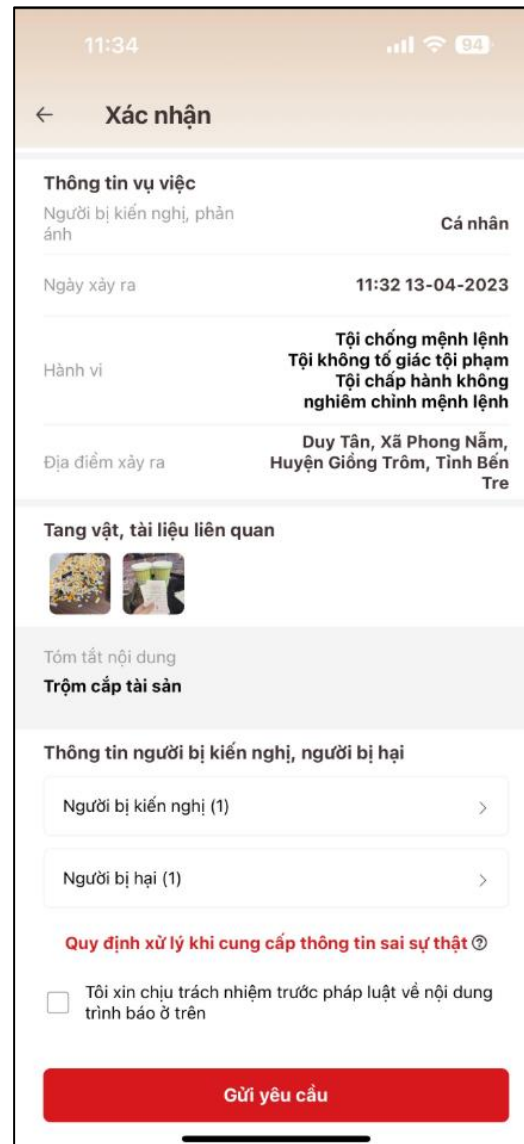 11:34
94
Xác nhận
Thông tin vụ việc
Người bị kiến nghị, phản
ánh
Cá nhân
Ngày xảy ra
11:32 13-04-2023
Hành vi
Tội chống mệnh lệnh
Tội không tố giác tội phạm
Tội chấp hành không
nghiêm chỉnh mệnh lệnh
Địa điểm xảy ra
Duy Tân, Xã Phong Nẫm,
Huyện Giồng Trôm, Tỉnh Bến
Tre
Tang vật, tài liệu liên quan
Tóm tắt nội dung
Trộm cắp tài sản
Thông tin người bị kiến nghị, người bị hại
Người bị kiến nghị (1)
Người bị hại (1)
Quy định xử lý khi cung cấp thông tin sai sự thật
Tôi xin chịu trách nhiệm trước pháp luật về nội dung
trình báo ở trên
Gửi yêu cầu